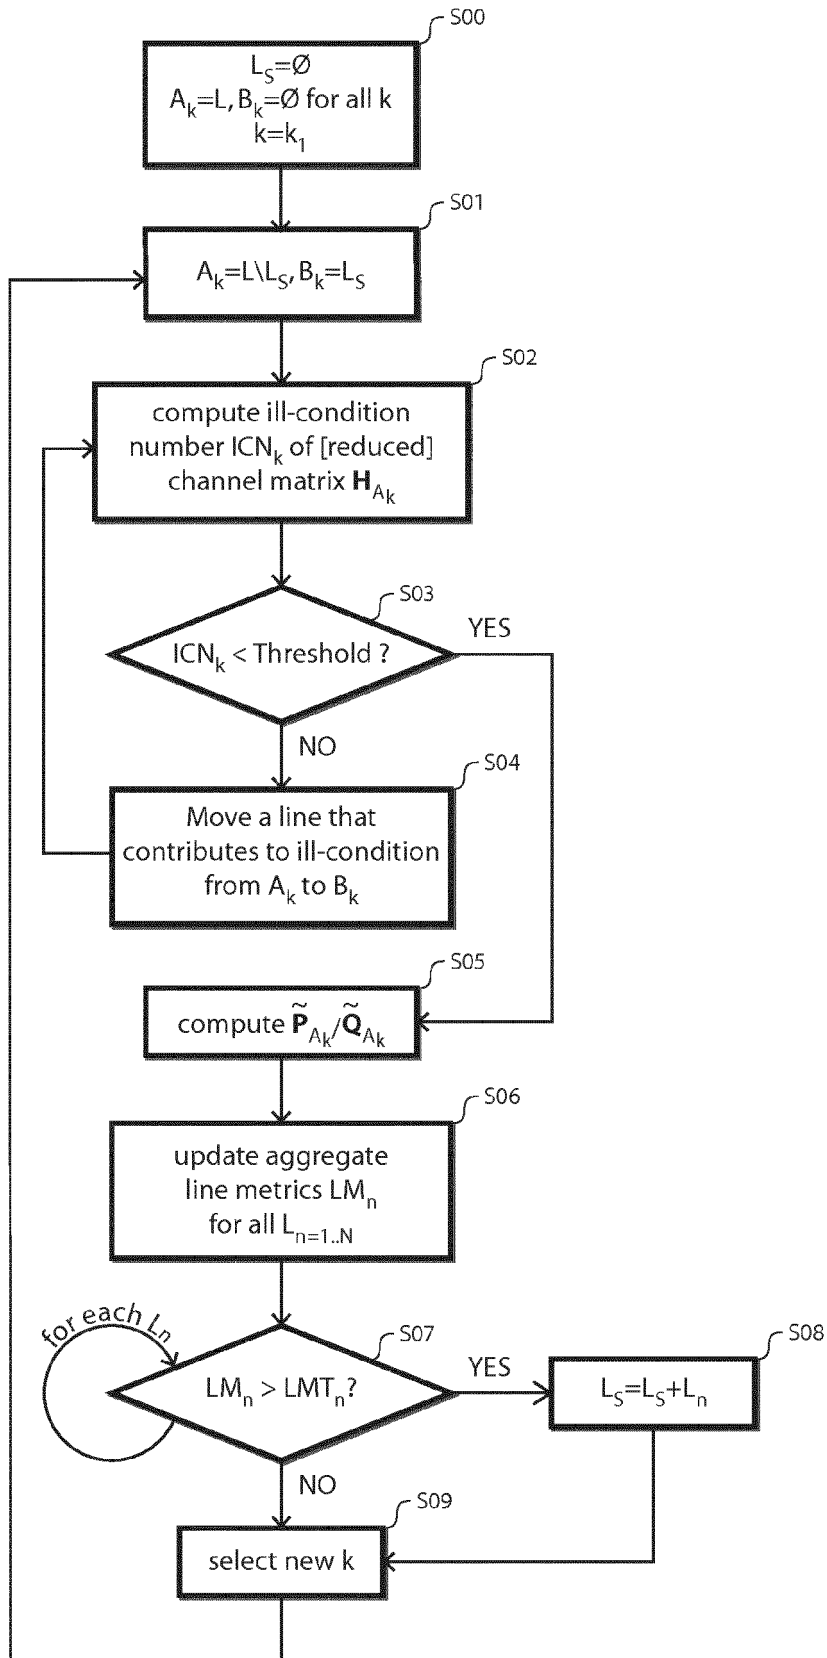 S00
L_S=Ø
A_k=L, B_k=Ø for all k
k=k_1
S01
A_k=L\L_S, B_k=L_S
S02
compute ill-condition
number ICN_k of [reduced]
channel matrix H_A_k
S03
ICN_k < Threshold ?
YES
NO
S04
Move a line that
contributes to ill-condition
from A_k to B_k
S05
compute P̃_A_k/Q̃_A_k
S06
update aggregate
line metrics LM_n
for all L_n=1..N
for each L_n
S07
LM_n > LMT_n?
YES
S08
L_S=L_S+L_n
NO
S09
select new k